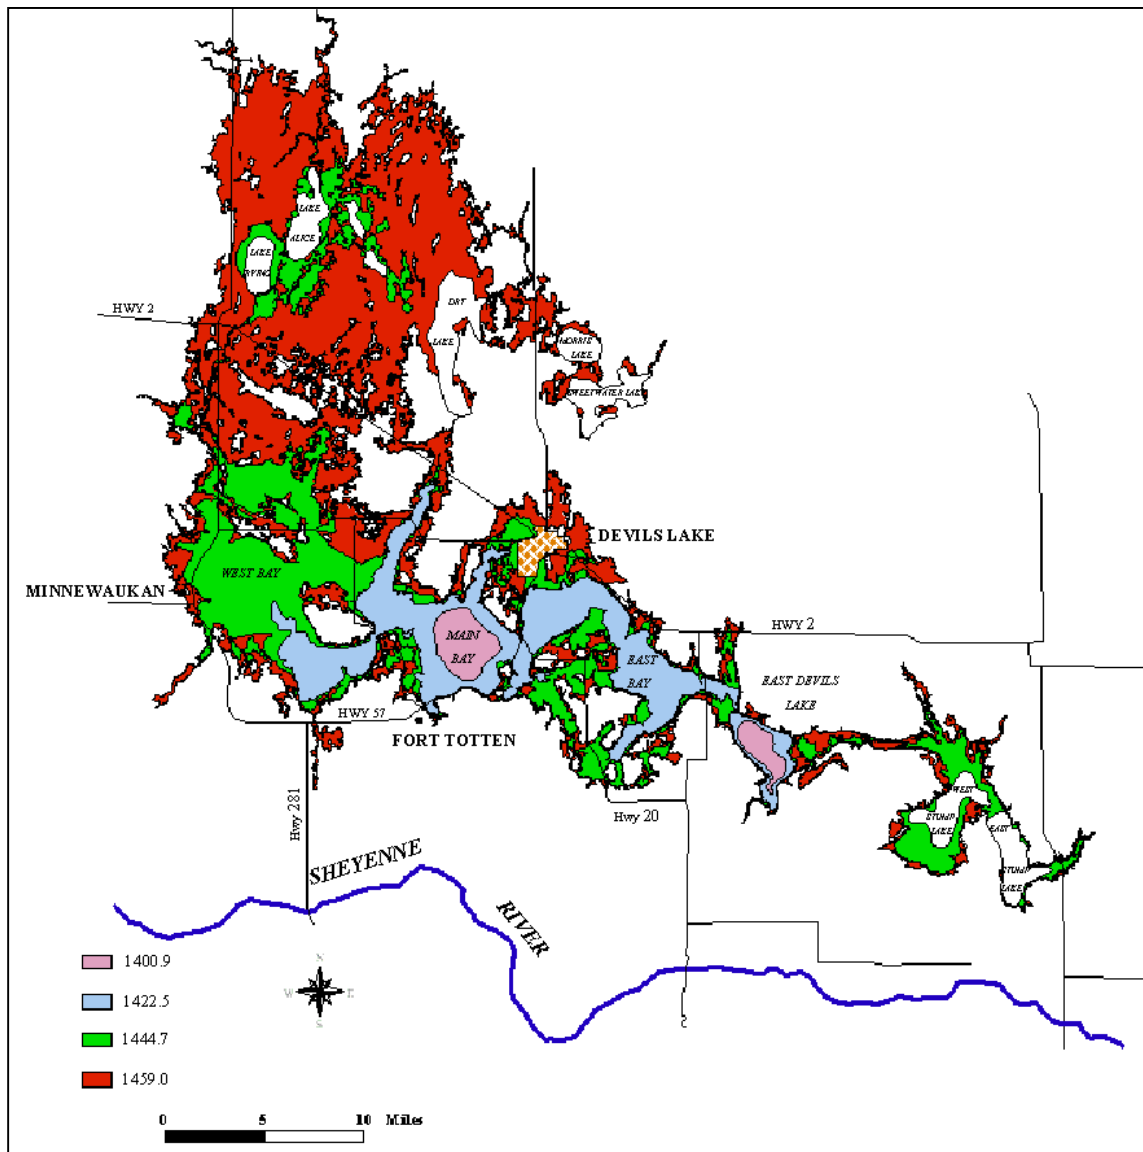 LAKE
ALICE
LAKE
IRVING
DRY
LAKE
HWY 2
MORRIS
LAKE
SWEETWATER LAKE
DEVILS LAKE
WEST BAY
MINNEWAUKAN
MAIN
BAY
HWY 2
EAST
BAY
EAST DEVILS
LAKE
HWY 57
FORT TOTTEN
Hwy 281
Hwy 20
WEST
STUMP
LAKE
EAST
STUMP
LAKE
SHEYENNE
RIVER
N
W E
S
1400.9
1422.5
1444.7
1459.0
0 5 10 Miles